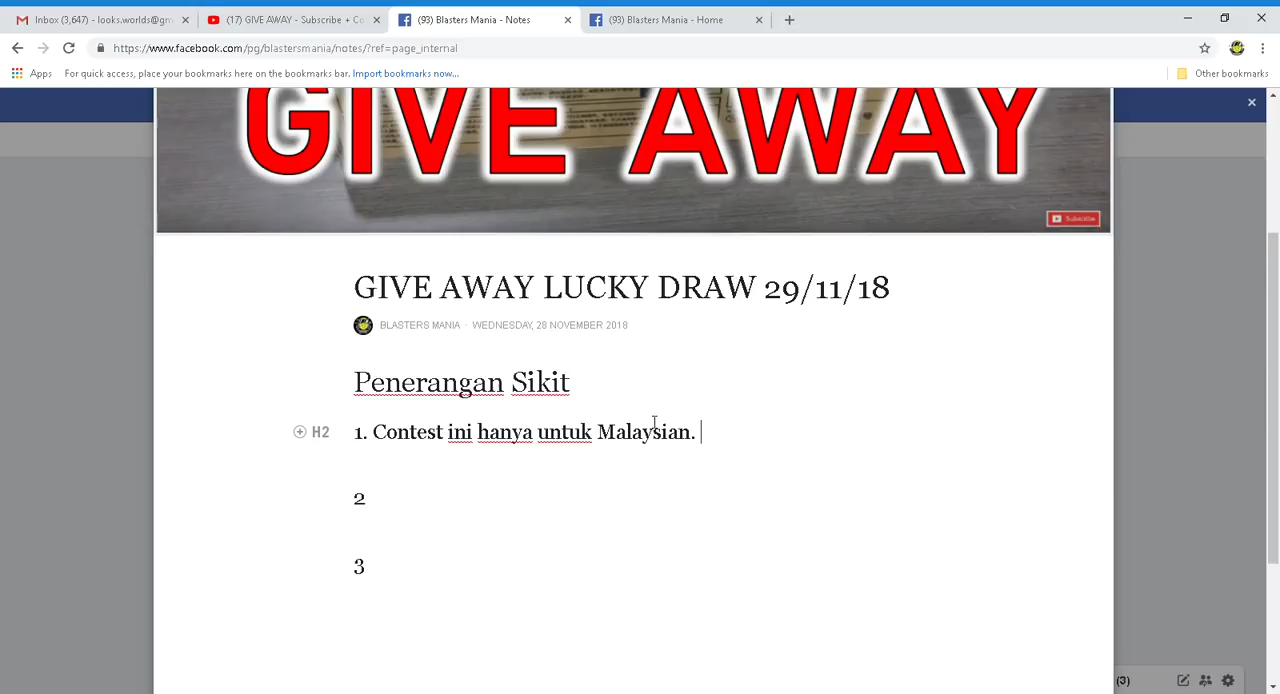 Inbox (3,647) - looks.worlds@gm
(17) GIVE AWAY - Subscribe + Co
(93) Blasters Mania - Notes
(93) Blasters Mania - Home
https://www.facebook.com/pg/blastersmania/notes/?ref=page_internal
Apps
For quick access, place your bookmarks here on the bookmarks bar. Import bookmarks now...
Other bookmarks
GIVE AWAY
Subscribe
GIVE AWAY LUCKY DRAW 29/11/18
BLASTERS MANIA · WEDNESDAY, 28 NOVEMBER 2018
Penerangan Sikit
H2
1. Contest ini hanya untuk Malaysian.
2
3
(3)